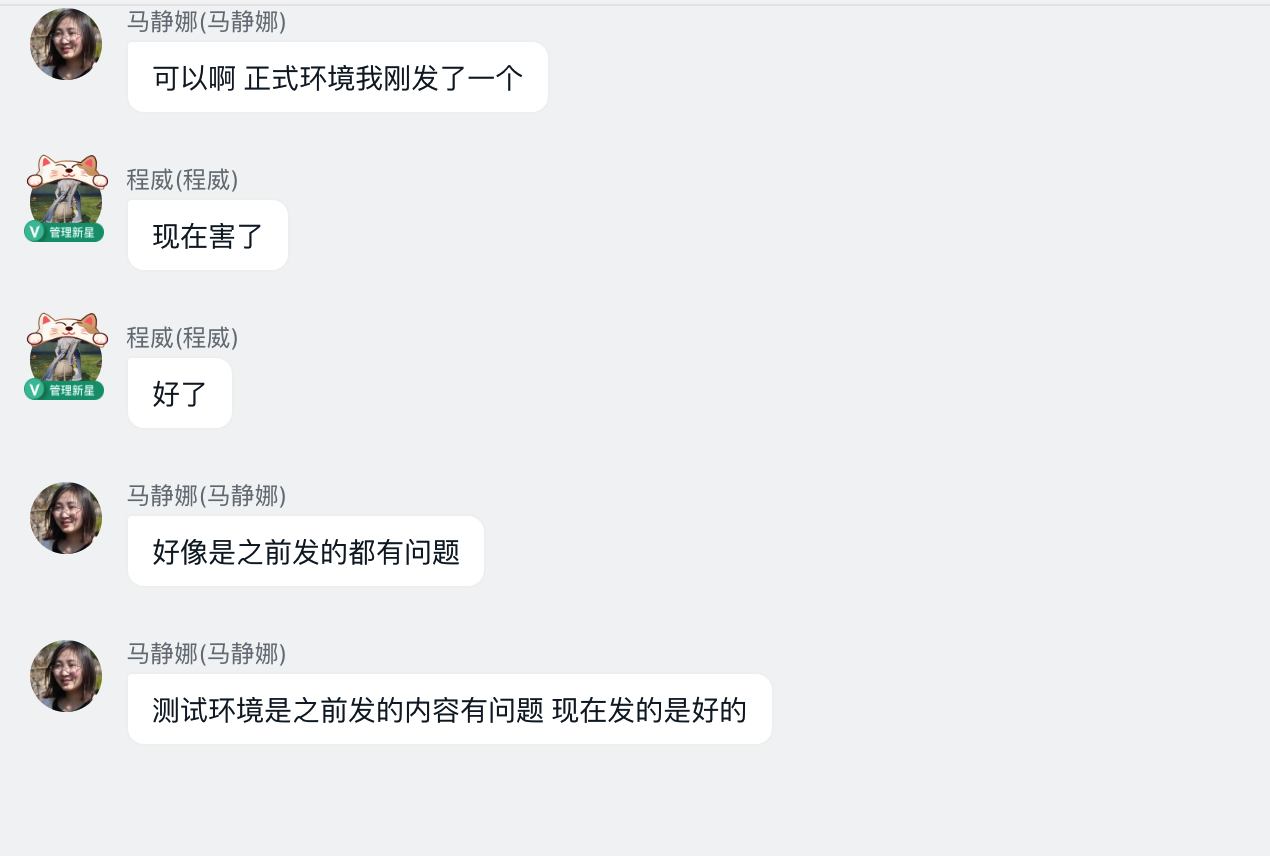 马静娜(马静娜)
可以啊 正式环境我刚发了一个
程威(程威)
V 管理新星
现在害了
程威(程威)
V 管理新星
好了
马静娜(马静娜)
好像是之前发的都有问题
马静娜(马静娜)
测试环境是之前发的内容有问题 现在发的是好的